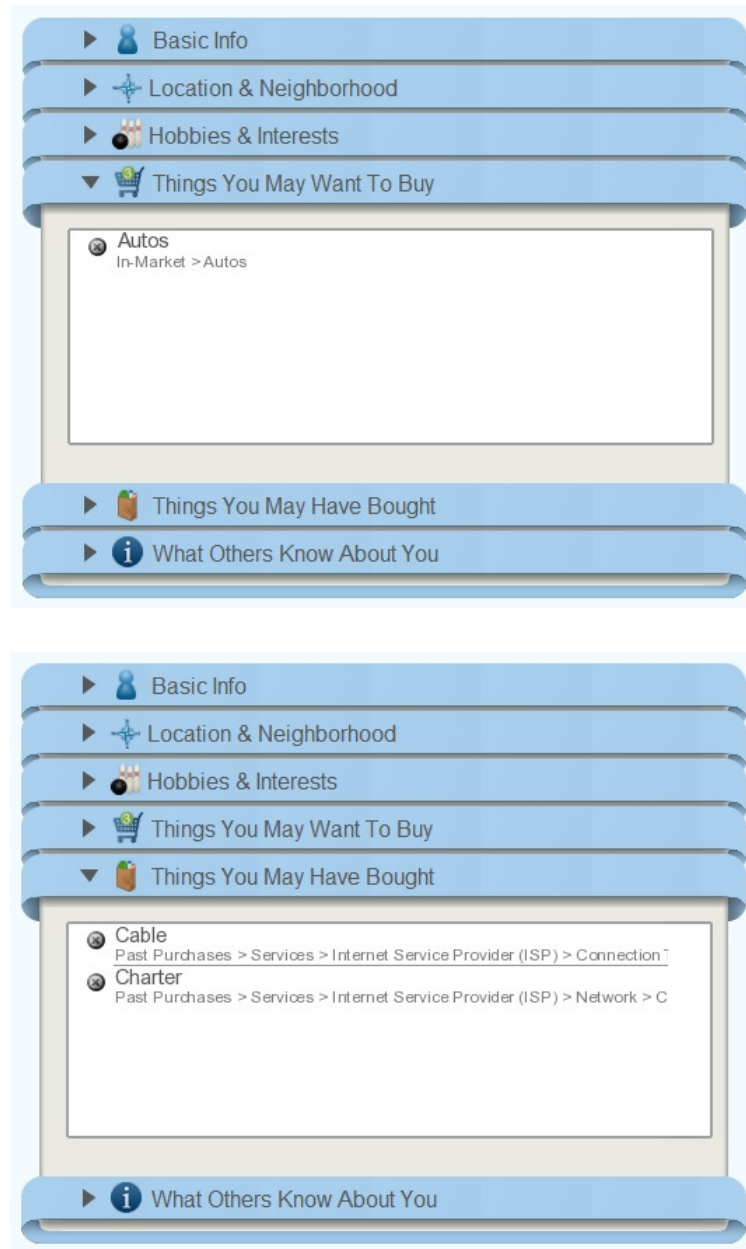 Basic Info
Location & Neighborhood
Hobbies & Interests
Things You May Want To Buy
Autos
In-Market > Autos
Things You May Have Bought
What Others Know About You
Basic Info
Location & Neighborhood
Hobbies & Interests
Things You May Want To Buy
Things You May Have Bought
Cable
Past Purchases > Services > Internet Service Provider (ISP) > Connection
Charter
Past Purchases > Services > Internet Service Provider (ISP) > Network > C
What Others Know About You